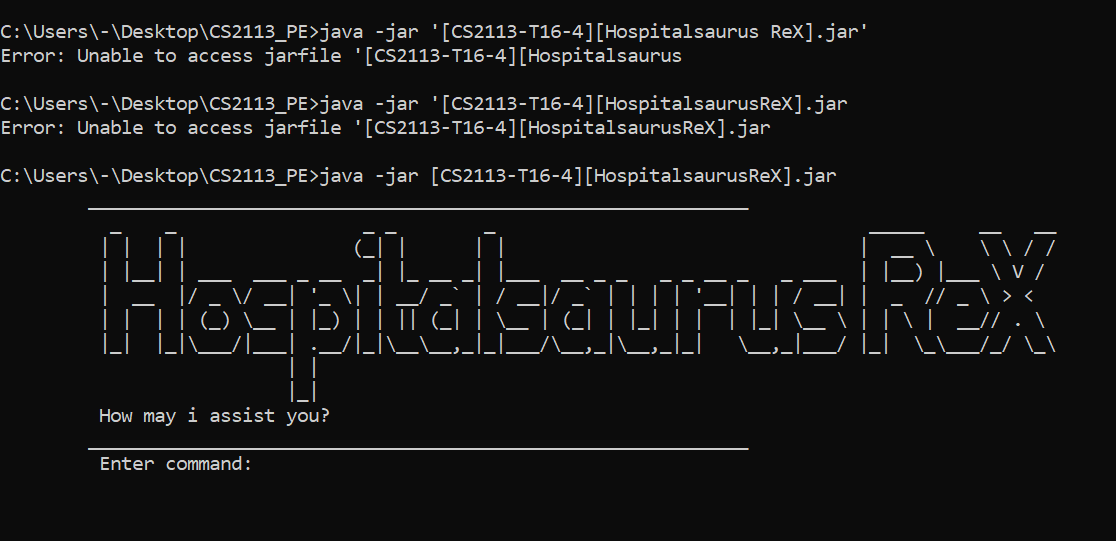 C:\Users\-\Desktop\CS2113_PE>java -jar '[CS2113-T16-4][Hospitalsaurus ReX].jar'
Error: Unable to access jarfile '[CS2113-T16-4][Hospitalsaurus
C:\Users\-\Desktop\CS2113_PE>java -jar '[CS2113-T16-4][HospitalsaurusReX].jar
Error: Unable to access jarfile '[CS2113-T16-4][HospitalsaurusReX].jar
C:\Users\-\Desktop\CS2113_PE>java -jar [CS2113-T16-4][HospitalsaurusReX].jar
HospitalsaurusReX
How may i assist you?
Enter command: